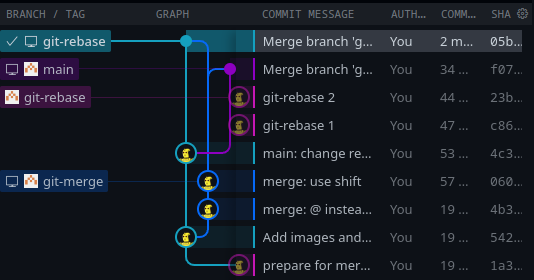 BRANCH / TAG GRAPH COMMIT MESSAGE AUTH... COMM... SHA
git-rebase Merge branch 'g... You 2 m... 05b...
main Merge branch 'g... You 34 ... f07...
git-rebase git-rebase 2 You 44 ... 23b...
git-rebase 1 You 47 ... c86...
main: change re... You 53 ... 4c3...
git-merge merge: use shift You 57 ... 060...
merge: @ instea... You 19 ... 4b3...
Add images and... You 19 ... 542...
prepare for mer... You 19 ... 1a3...